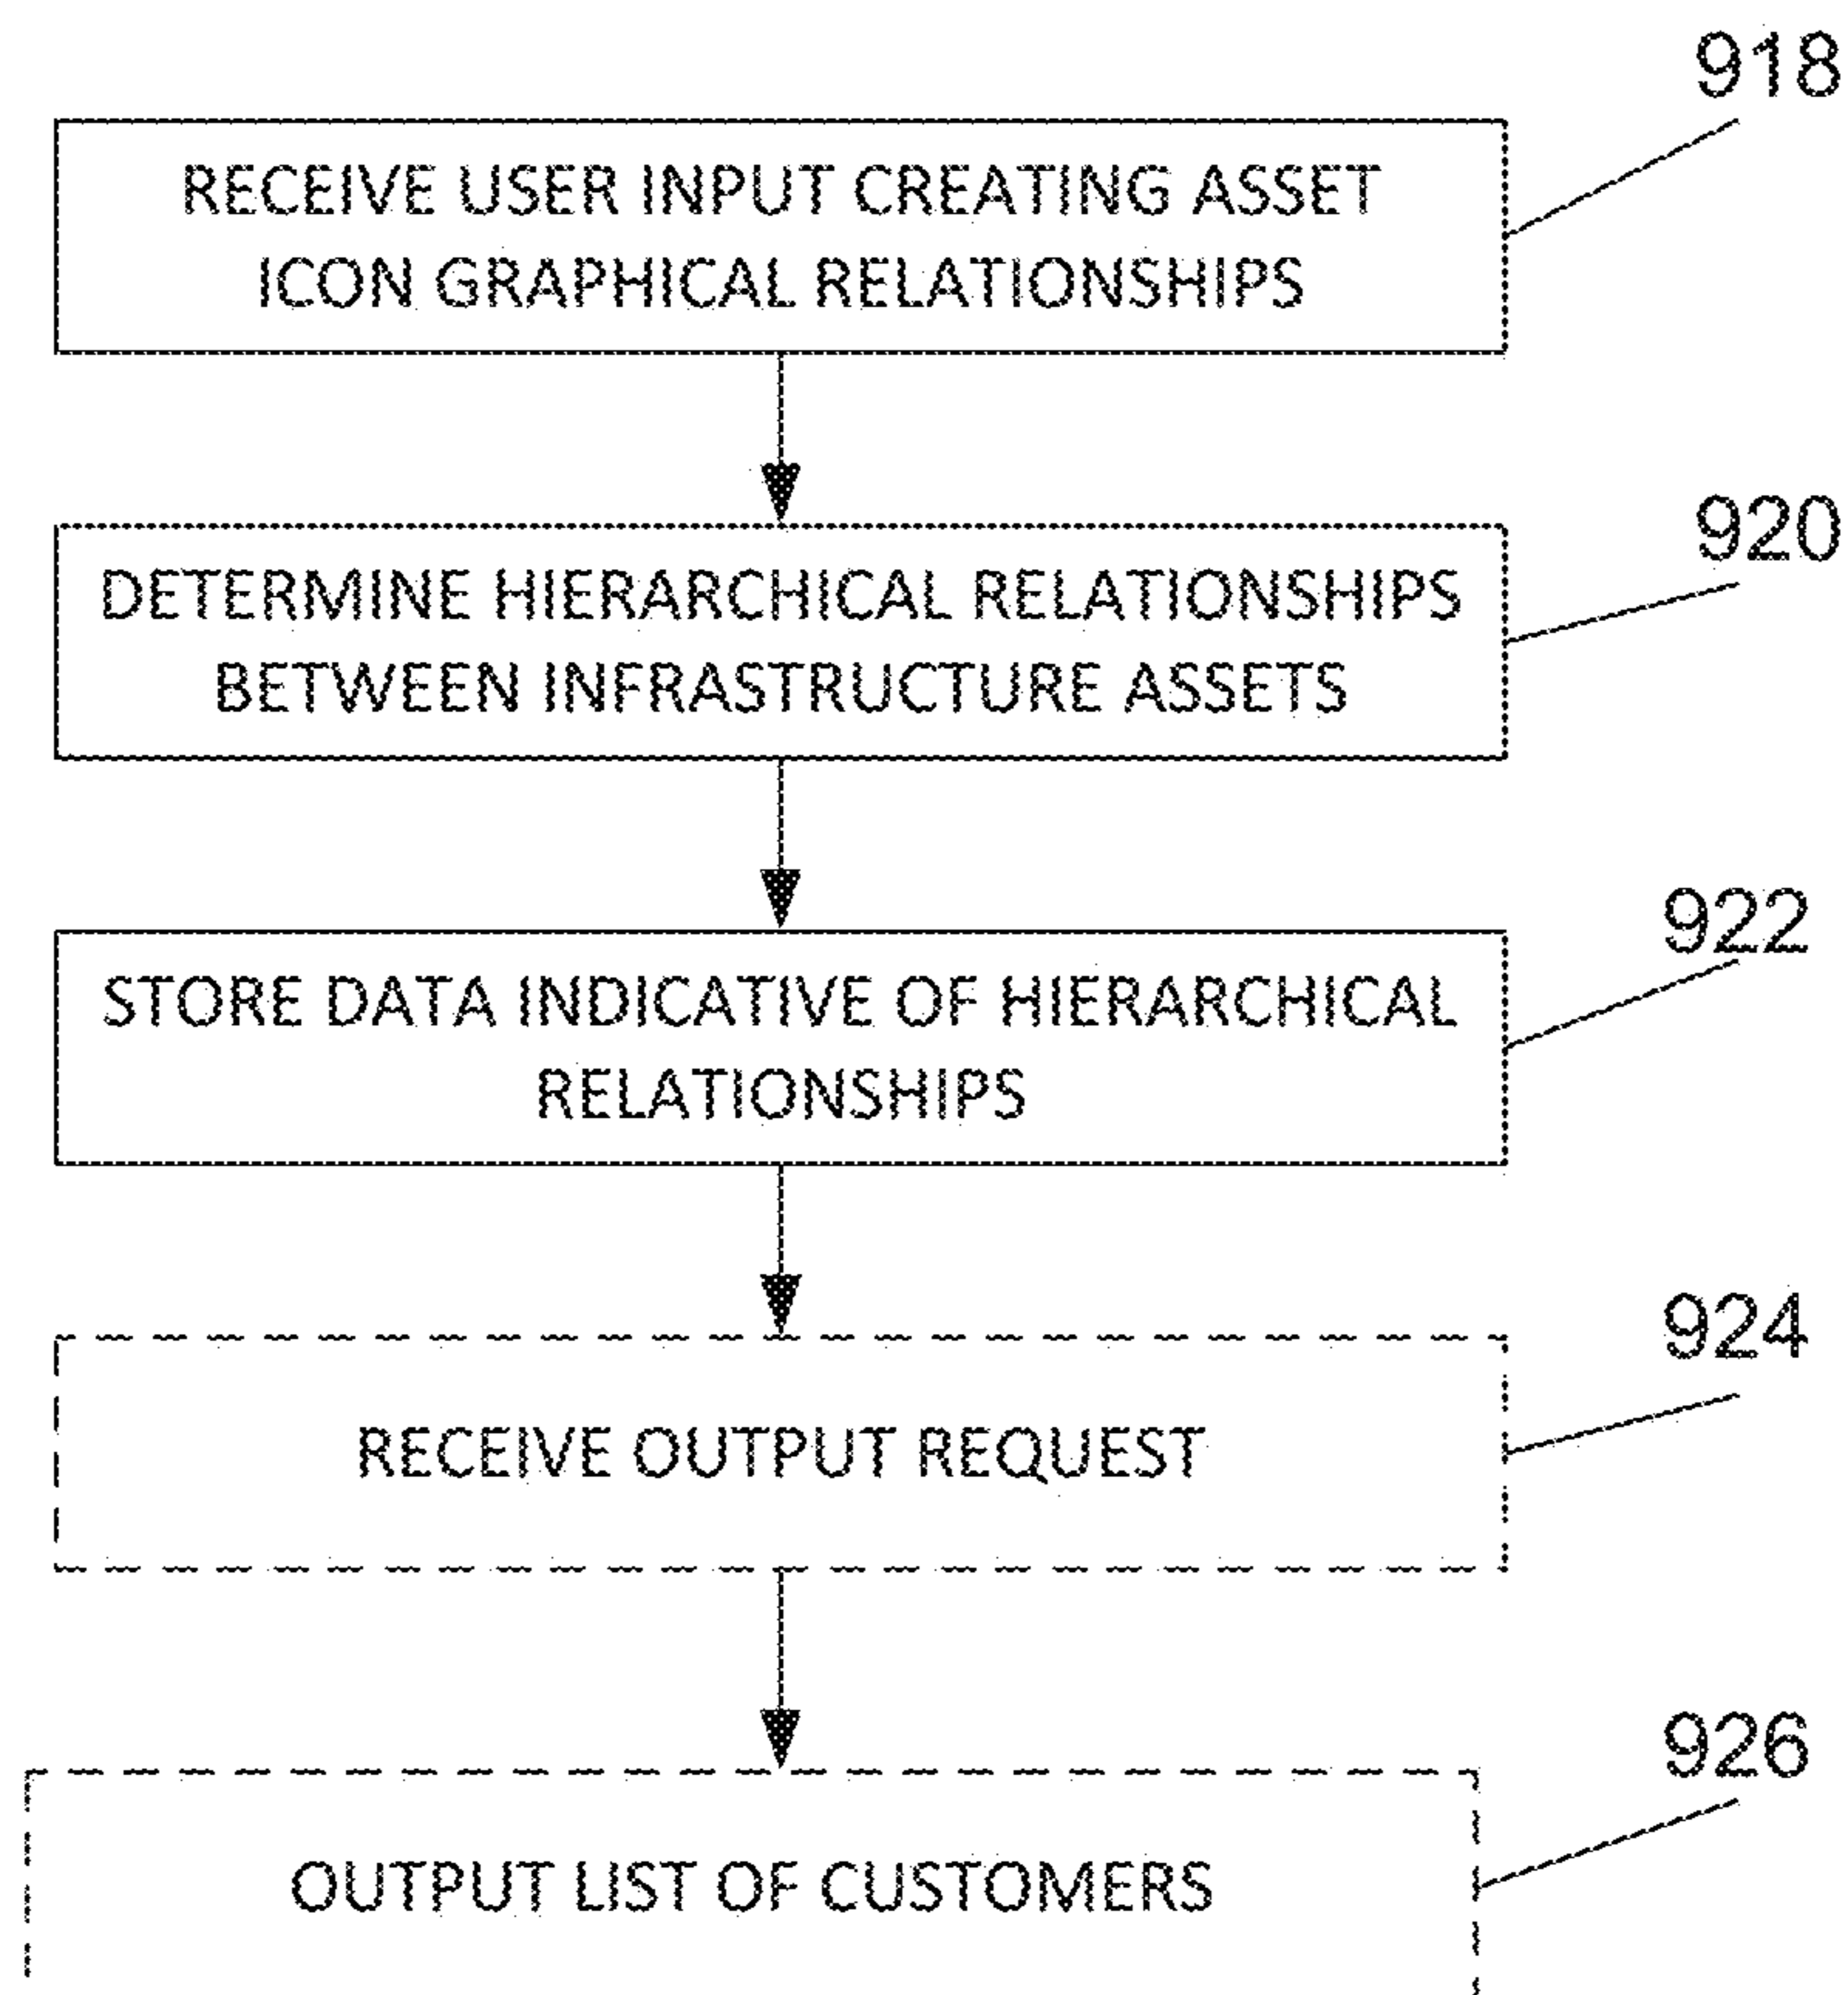 918
RECEIVE USER INPUT CREATING ASSET
ICON GRAPHICAL RELATIONSHIPS
920
DETERMINE HIERARCHICAL RELATIONSHIPS
BETWEEN INFRASTRUCTURE ASSETS
922
STORE DATA INDICATIVE OF HIERARCHICAL
RELATIONSHIPS
924
RECEIVE OUTPUT REQUEST
926
OUTPUT LIST OF CUSTOMERS